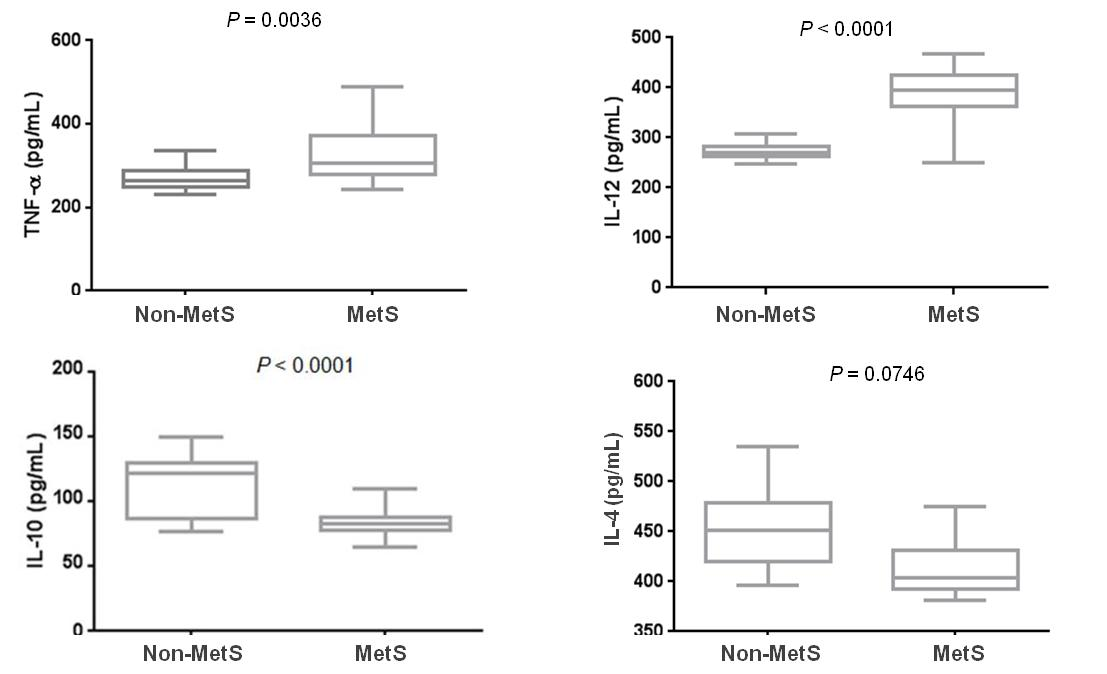 P = 0.0036
TNF-α (pg/mL)
600
400
200
0
Non-MetS MetS
P < 0.0001
IL-12 (pg/mL)
500
400
300
200
100
0
Non-MetS MetS
P < 0.0001
IL-10 (pg/mL)
200
150
100
50
0
Non-MetS MetS
P = 0.0746
IL-4 (pg/mL)
600
550
500
450
400
350
Non-MetS MetS